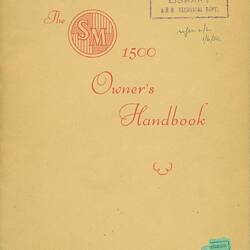 The
SM
1500
Owner's
Handbook
LIBRARY
A.R.B. TECHNICAL DEPT.